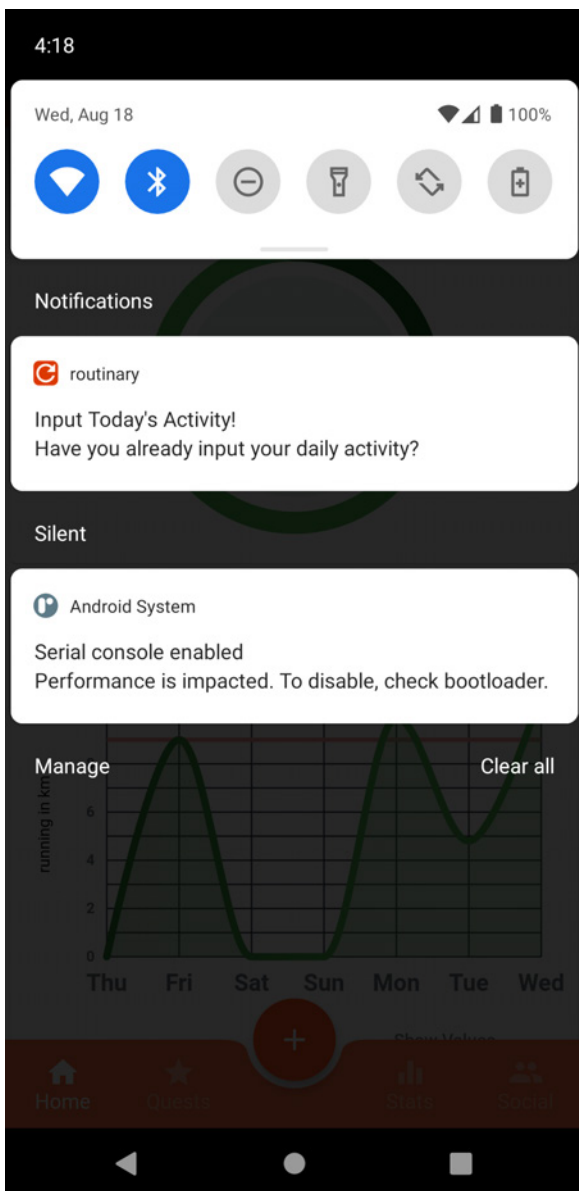 4:18
Wed, Aug 18
100%
Notifications
routinary
Input Today's Activity!
Have you already input your daily activity?
Silent
Android System
Serial console enabled
Performance is impacted. To disable, check bootloader.
Manage
Clear all
running in km
6
4
2
0
Thu Fri Sat Sun Mon Tue Wed
Show Values
Home Quests Stats Social